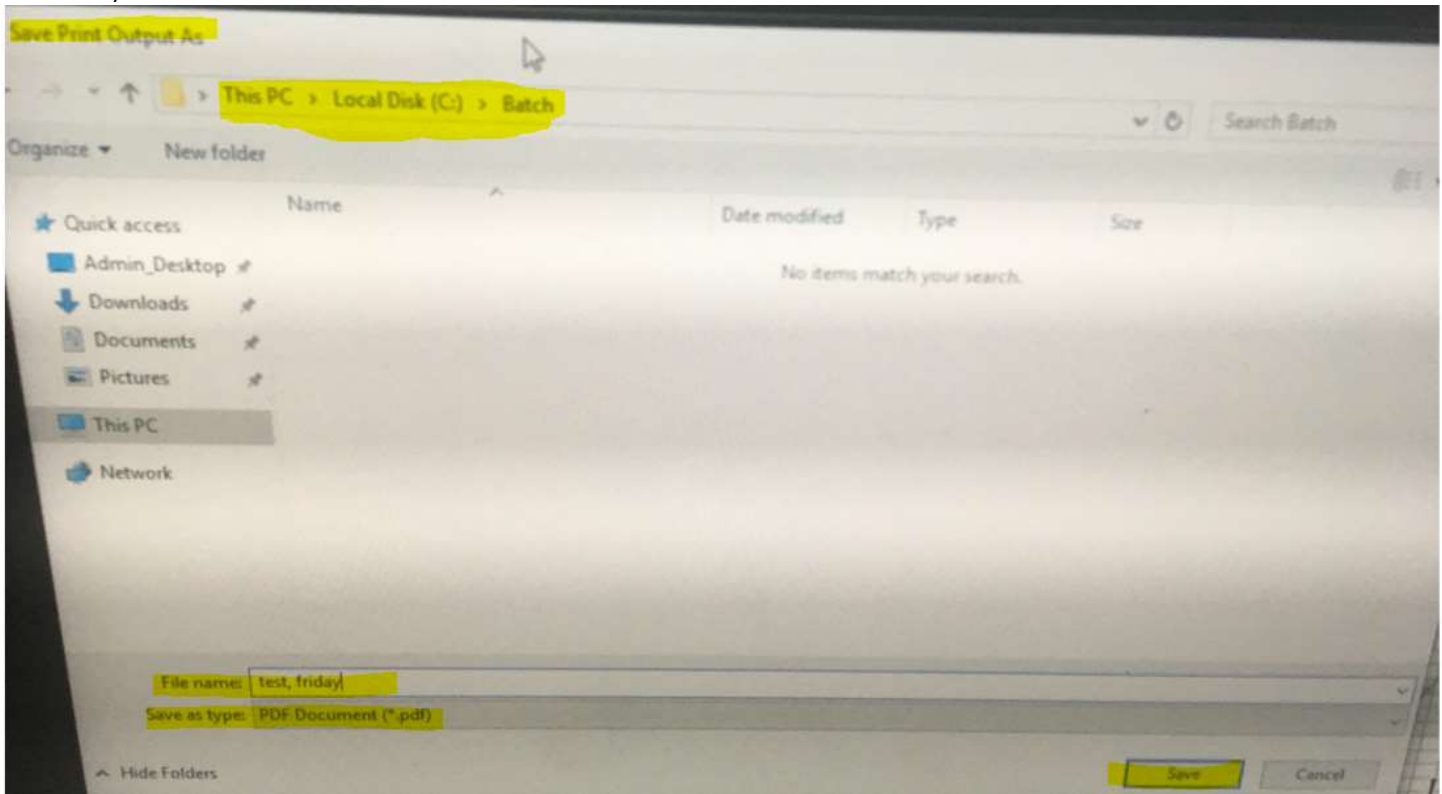 Save Print Output As
This PC > Local Disk (C:) > Batch
Search Batch
Organize New folder
Name Date modified Type Size
Quick access
No items match your search.
Admin_Desktop
Downloads
Documents
Pictures
This PC
Network
File name: test, friday
Save as type: PDF Document (*.pdf)
Hide Folders Save Cancel